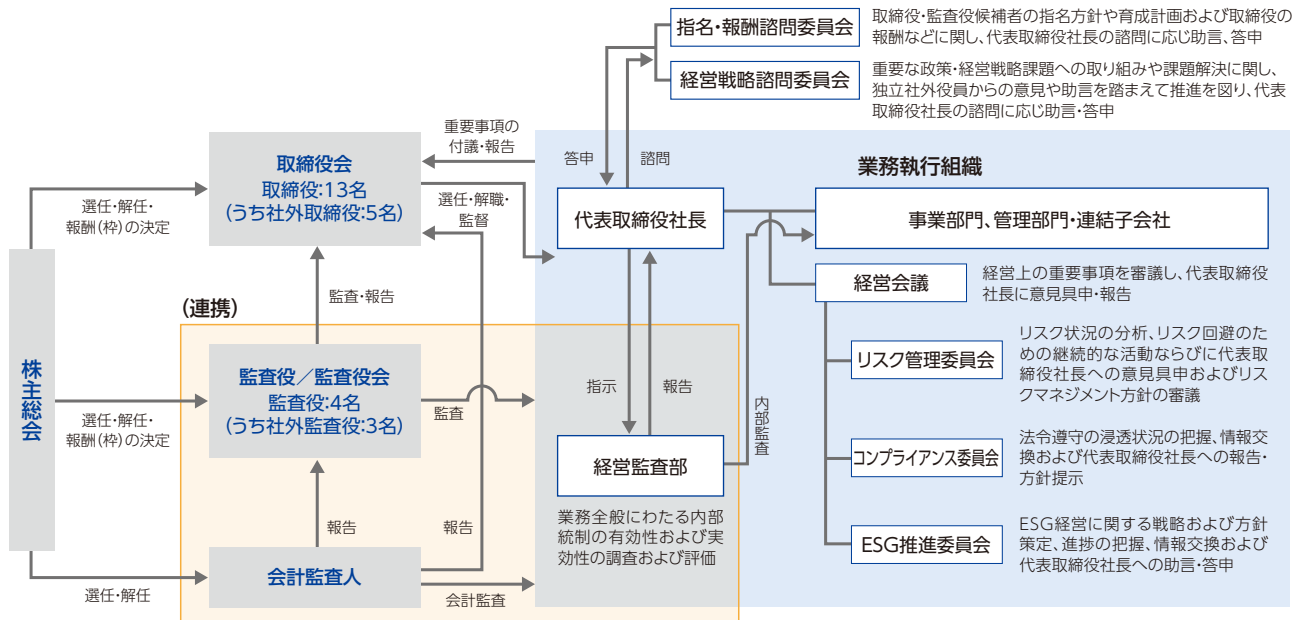 指名・報酬諮問委員会
取締役・監査役候補者の指名方針や育成計画および取締役の
報酬などに関し、代表取締役社長の諮問に応じ助言、答申
経営戦略諮問委員会
重要な政策・経営戦略課題への取り組みや課題解決に関し、
独立社外役員からの意見や助言を踏まえて推進を図り、代表
取締役社長の諮問に応じ助言・答申
重要事項の
付議・報告
答申
諮問
業務執行組織
取締役会
取締役:13名
(うち社外取締役:5名)
選任・解任・
報酬(枠)の決定
選任・解職・
監督
代表取締役社長
事業部門、管理部門・連結子会社
経営会議
経営上の重要事項を審議し、代表取締役
社長に意見具申・報告
監査・報告
(連携)
株主総会
監査役／監査役会
監査役:4名
(うち社外監査役:3名)
選任・解任・
報酬(枠)の決定
監査
指示
報告
内部監査
リスク管理委員会
リスク状況の分析、リスク回避のた
めの継続的な活動ならびに代表取
締役社長への意見具申およびリス
クマネジメント方針の審議
経営監査部
業務全般にわたる内部
統制の有効性および実
効性の調査および評価
コンプライアンス委員会
法令遵守の浸透状況の把握、情報交
換および代表取締役社長への報告・
方針提示
報告
報告
会計監査人
選任・解任
会計監査
ESG推進委員会
ESG経営に関する戦略および方針
策定、進捗の把握、情報交換および
代表取締役社長への助言・答申